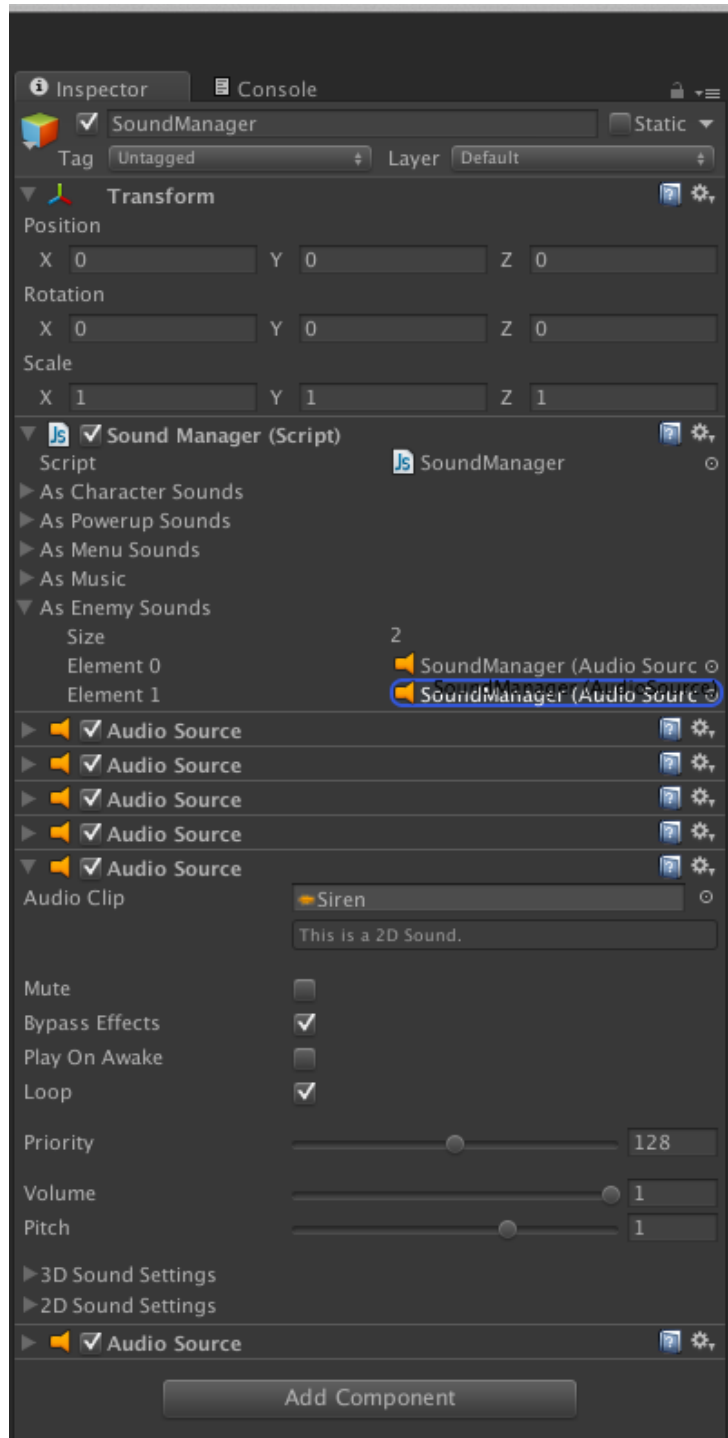 Inspector Console
SoundManager Static
Tag Untagged Layer Default
Transform
Position
X 0 Y 0 Z 0
Rotation
X 0 Y 0 Z 0
Scale
X 1 Y 1 Z 1
Js Sound Manager (Script)
Script Js SoundManager
As Character Sounds
As Powerup Sounds
As Menu Sounds
As Music
As Enemy Sounds
Size 2
Element 0 SoundManager (Audio Sourc
SoundManager (AudioSource)
Element 1 SoundManager (Audio Sourc
Audio Source
Audio Source
Audio Source
Audio Source
Audio Source
Audio Clip Siren
This is a 2D Sound.
Mute
Bypass Effects
Play On Awake
Loop
Priority 128
Volume 1
Pitch 1
3D Sound Settings
2D Sound Settings
Audio Source
Add Component